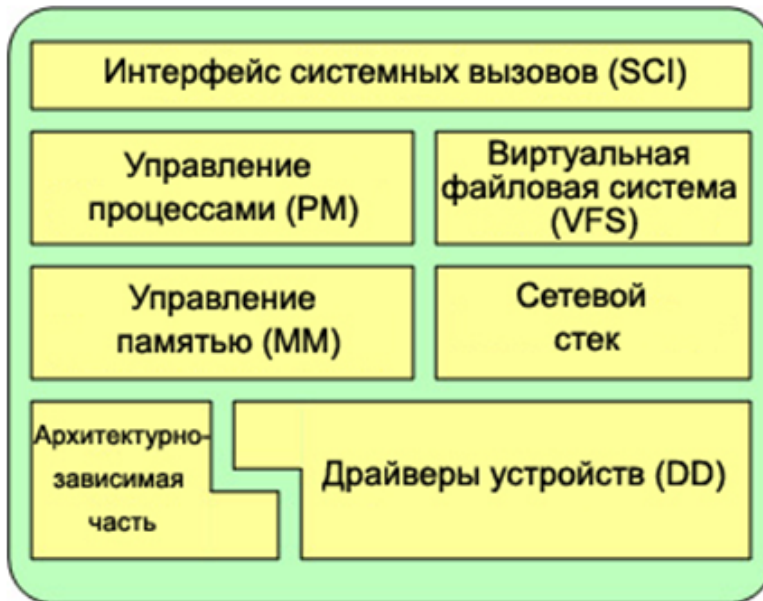 Интерфейс системных вызовов (SCI)
Управление
процессами (PM)
Виртуальная
файловая система
(VFS)
Управление
памятью (MM)
Сетевой
стек
Архитектурно-
зависимая
часть
Драйверы устройств (DD)